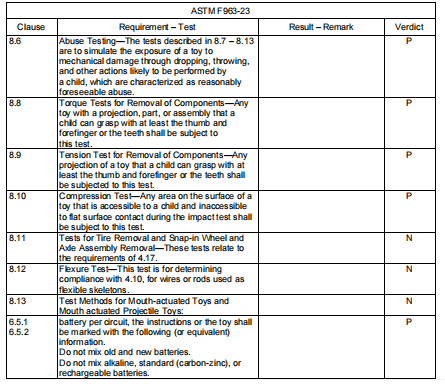 ASTM F963-23
Clause Requirement – Test Result – Remark Verdict
8.6 Abuse Testing—The tests described in 8.7 – 8.13 P
are to simulate the exposure of a toy to
mechanical damage through dropping, throwing,
and other actions likely to be performed by
a child, which are characterized as reasonably
foreseeable abuse.
8.8 Torque Tests for Removal of Components—Any P
toy with a projection, part, or assembly that a
child can grasp with at least the thumb and
forefinger or the teeth shall be subject to
this test.
8.9 Tension Test for Removal of Components—Any P
projection of a toy that a child can grasp with at
least the thumb and forefinger or the teeth shall
be subjected to this test.
8.10 Compression Test—Any area on the surface of a P
toy that is accessible to a child and inaccessible
to flat surface contact during the impact test shall
be subject to this test.
8.11 Tests for Tire Removal and Snap-in Wheel and N
Axle Assembly Removal—These tests relate to
the requirements of 4.17.
8.12 Flexure Test—This test is for determining N
compliance with 4.10, for wires or rods used as
flexible skeletons.
8.13 Test Methods for Mouth-actuated Toys and N
Mouth actuated Projectile Toys:
6.5.1 battery per circuit, the instructions or the toy shall P
6.5.2 be marked with the following (or equivalent)
information.
Do not mix old and new batteries.
Do not mix alkaline, standard (carbon-zinc), or
rechargeable batteries.